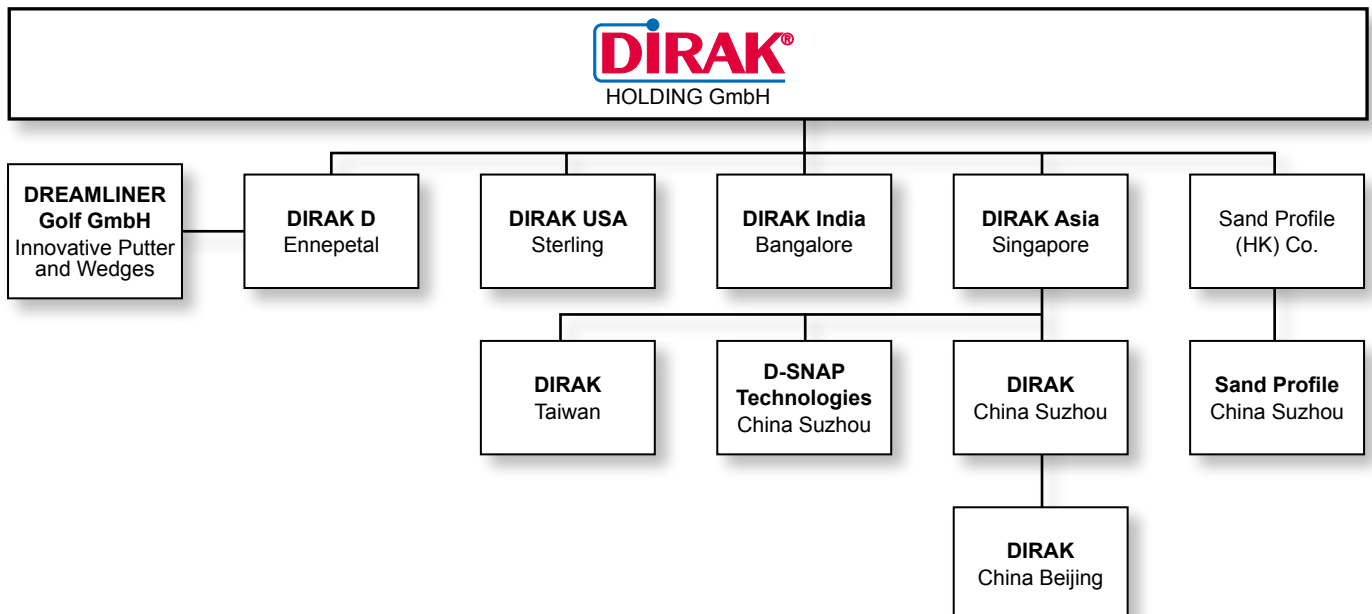 DİRAK®
HOLDING GmbH
DREAMLINER
Golf GmbH
Innovative Putter
and Wedges
DIRAK D
Ennepetal
DIRAK USA
Sterling
DIRAK India
Bangalore
DIRAK Asia
Singapore
Sand Profile
(HK) Co.
DIRAK
Taiwan
D-SNAP
Technologies
China Suzhou
DIRAK
China Suzhou
Sand Profile
China Suzhou
DIRAK
China Beijing